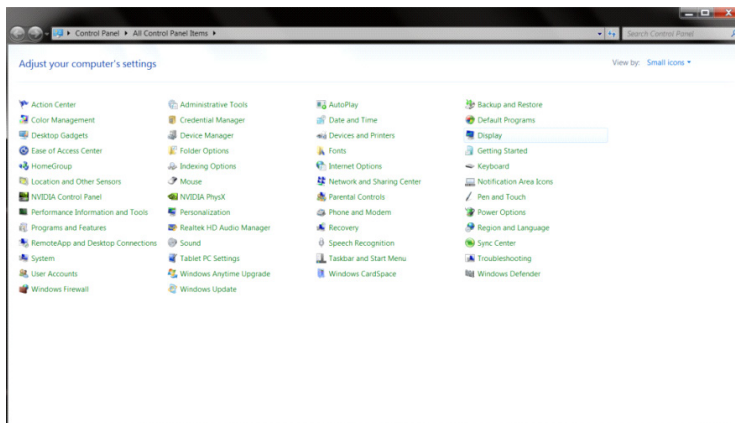 Control Panel ▸ All Control Panel Items ▸
Search Control Panel
Adjust your computer's settings
View by: Small icons
Action Center Administrative Tools AutoPlay Backup and Restore
Color Management Credential Manager Date and Time Default Programs
Desktop Gadgets Device Manager Devices and Printers Display
Ease of Access Center Folder Options Fonts Getting Started
HomeGroup Indexing Options Internet Options Keyboard
Location and Other Sensors Mouse Network and Sharing Center Notification Area Icons
NVIDIA Control Panel NVIDIA PhysX Parental Controls Pen and Touch
Performance Information and Tools Personalization Phone and Modem Power Options
Programs and Features Realtek HD Audio Manager Recovery Region and Language
RemoteApp and Desktop Connections Sound Speech Recognition Sync Center
System Tablet PC Settings Taskbar and Start Menu Troubleshooting
User Accounts Windows Anytime Upgrade Windows CardSpace Windows Defender
Windows Firewall Windows Update